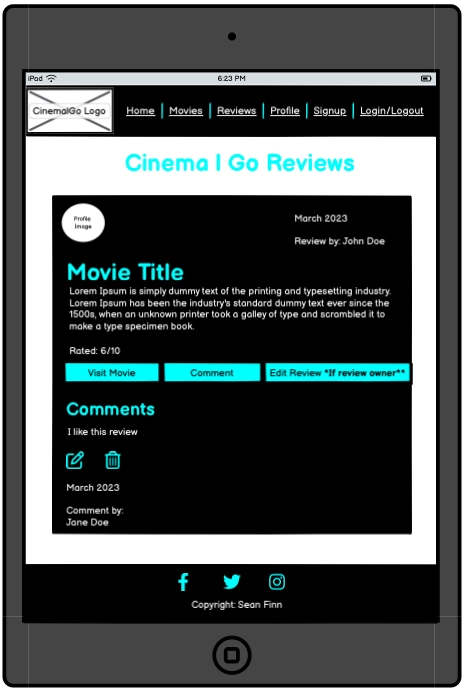 iPad
6:23 PM
CinemaIGo Logo
Home
Movies
Reviews
Profile
Signup
Login/Logout
Cinema I Go Reviews
Profile
Image
March 2023
Review by: John Doe
Movie Title
Lorem Ipsum is simply dummy text of the printing and typesetting industry.
Lorem Ipsum has been the industry's standard dummy text ever since the
1500s, when an unknown printer took a galley of type and scrambled it to
make a type specimen book.
Rated: 6/10
Visit Movie
Comment
Edit Review *If review owner**
Comments
I like this review
March 2023
Comment by:
Jane Doe
Copyright: Sean Finn